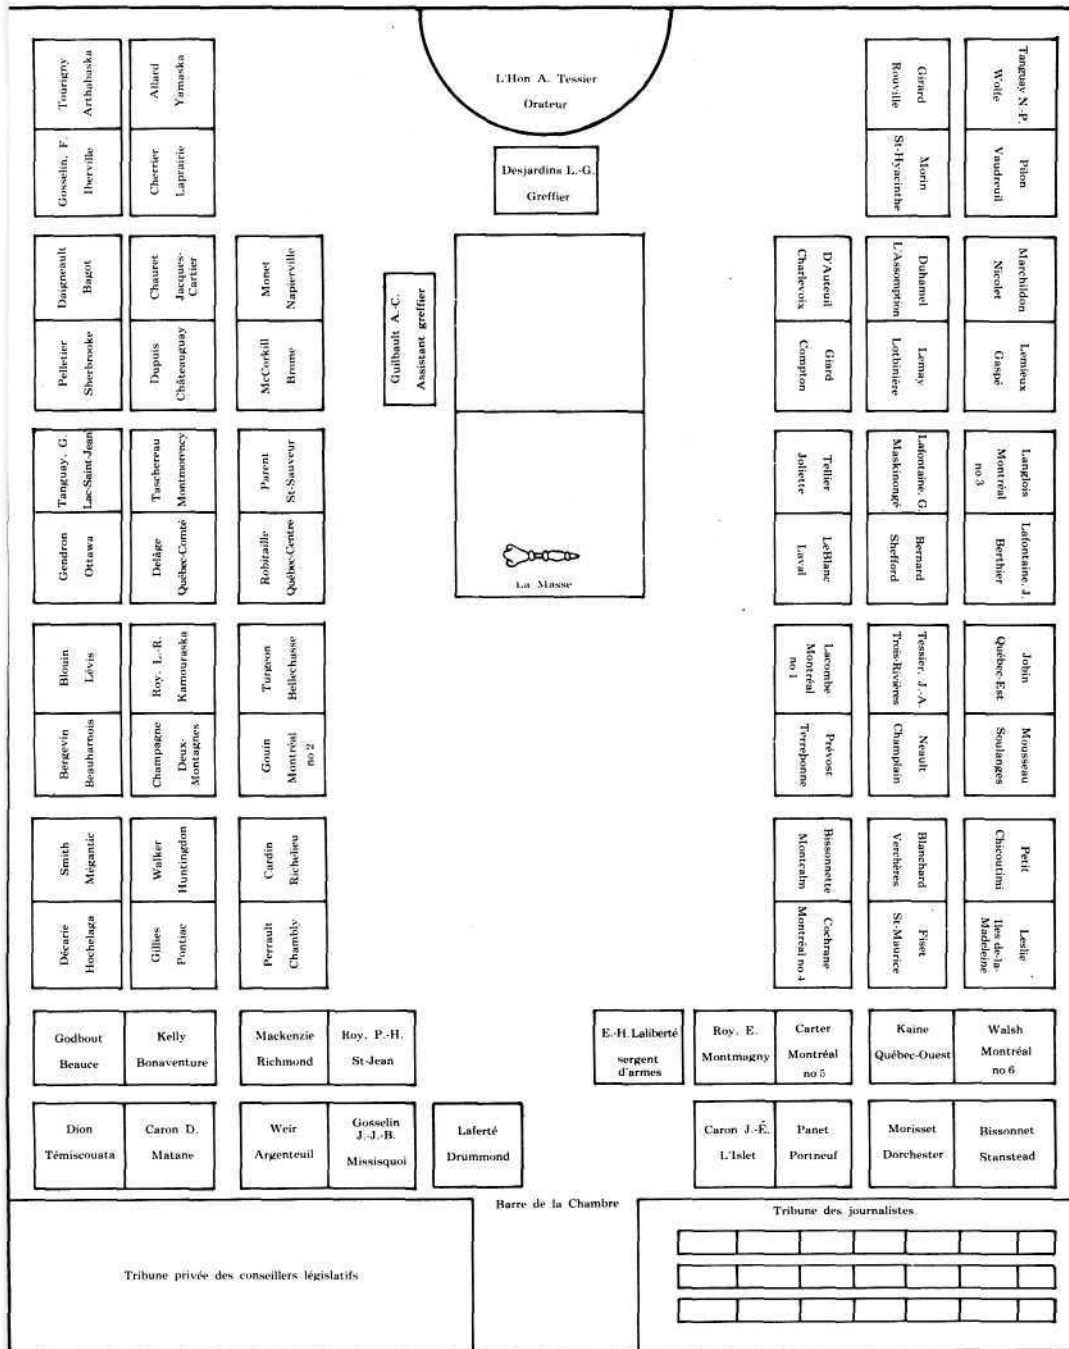 L'Hon A. Tessier
Orateur
Desjardins L.-G.
Greffier
Tourigny
Arthabaska
Allard
Yamaska
Gosselin, F.
Iberville
Cherrier
Laprairie
Girard
Rouville
Tanguay N.-P.
Wolfe
Morin
St-Hyacinthe
Pilon
Vaudreuil
Daigneault
Bagot
Chauret
Jacques-
Cartier
Monet
Napierville
Pelletier
Sherbrooke
Dupuis
Châteauguay
McCorkill
Brome
Guilbault A.-C.
Assistant greffier
D'Auteuil
Charlevoix
Duhamel
L'Assomption
Marchildon
Nicolet
Giard
Compton
Lemay
Lotbinière
Lemieux
Gaspé
Tanguay, G.
Lac-Saint-Jean
Taschereau
Montmorency
Parent
St-Sauveur
Gendron
Ottawa
Delâge
Québec-Comté
Robitaille
Québec-Centre
La Masse
Tellier
Joliette
Lafontaine, G.
Maskinongé
Langlois
Montréal
no 3
LeBlanc
Laval
Bernard
Shefford
Lafontaine, J.
Berthier
Blouin
Lévis
Roy, L.-R.
Kamouraska
Turgeon
Bellechasse
Bergevin
Beauharnois
Champagne
Deux-
Montagnes
Gouin
Montréal
no 2
Lacombe
Montréal
no 1
Tessier, J.-A.
Trois-Rivières
Jobin
Québec-Est
Prévost
Terrebonne
Neault
Champlain
Mousseau
Soulanges
Smith
Mégantic
Walker
Huntingdon
Cardin
Richelieu
Décarie
Hochelaga
Gillies
Pontiac
Perrault
Chambly
Bissonnette
Montcalm
Blanchard
Verchères
Petit
Chicoutimi
Cochrane
Montréal no 4
Fiset
St-Maurice
Leslie
Iles de-la-
Madeleine
Godbout
Beauce
Kelly
Bonaventure
Mackenzie
Richmond
Roy, P.-H.
St-Jean
E.-H. Laliberté
sergent
d'armes
Roy, E.
Montmagny
Carter
Montréal
no 5
Kaine
Québec-Ouest
Walsh
Montréal
no 6
Dion
Témiscouata
Caron D.
Matane
Weir
Argenteuil
Gosselin
J.-J.-B.
Missisquoi
Laferté
Drummond
Caron J.-É.
L'Islet
Panet
Portneuf
Morisset
Dorchester
Bissonnet
Stanstead
Barre de la Chambre
Tribune des journalistes
Tribune privée des conseillers législatifs